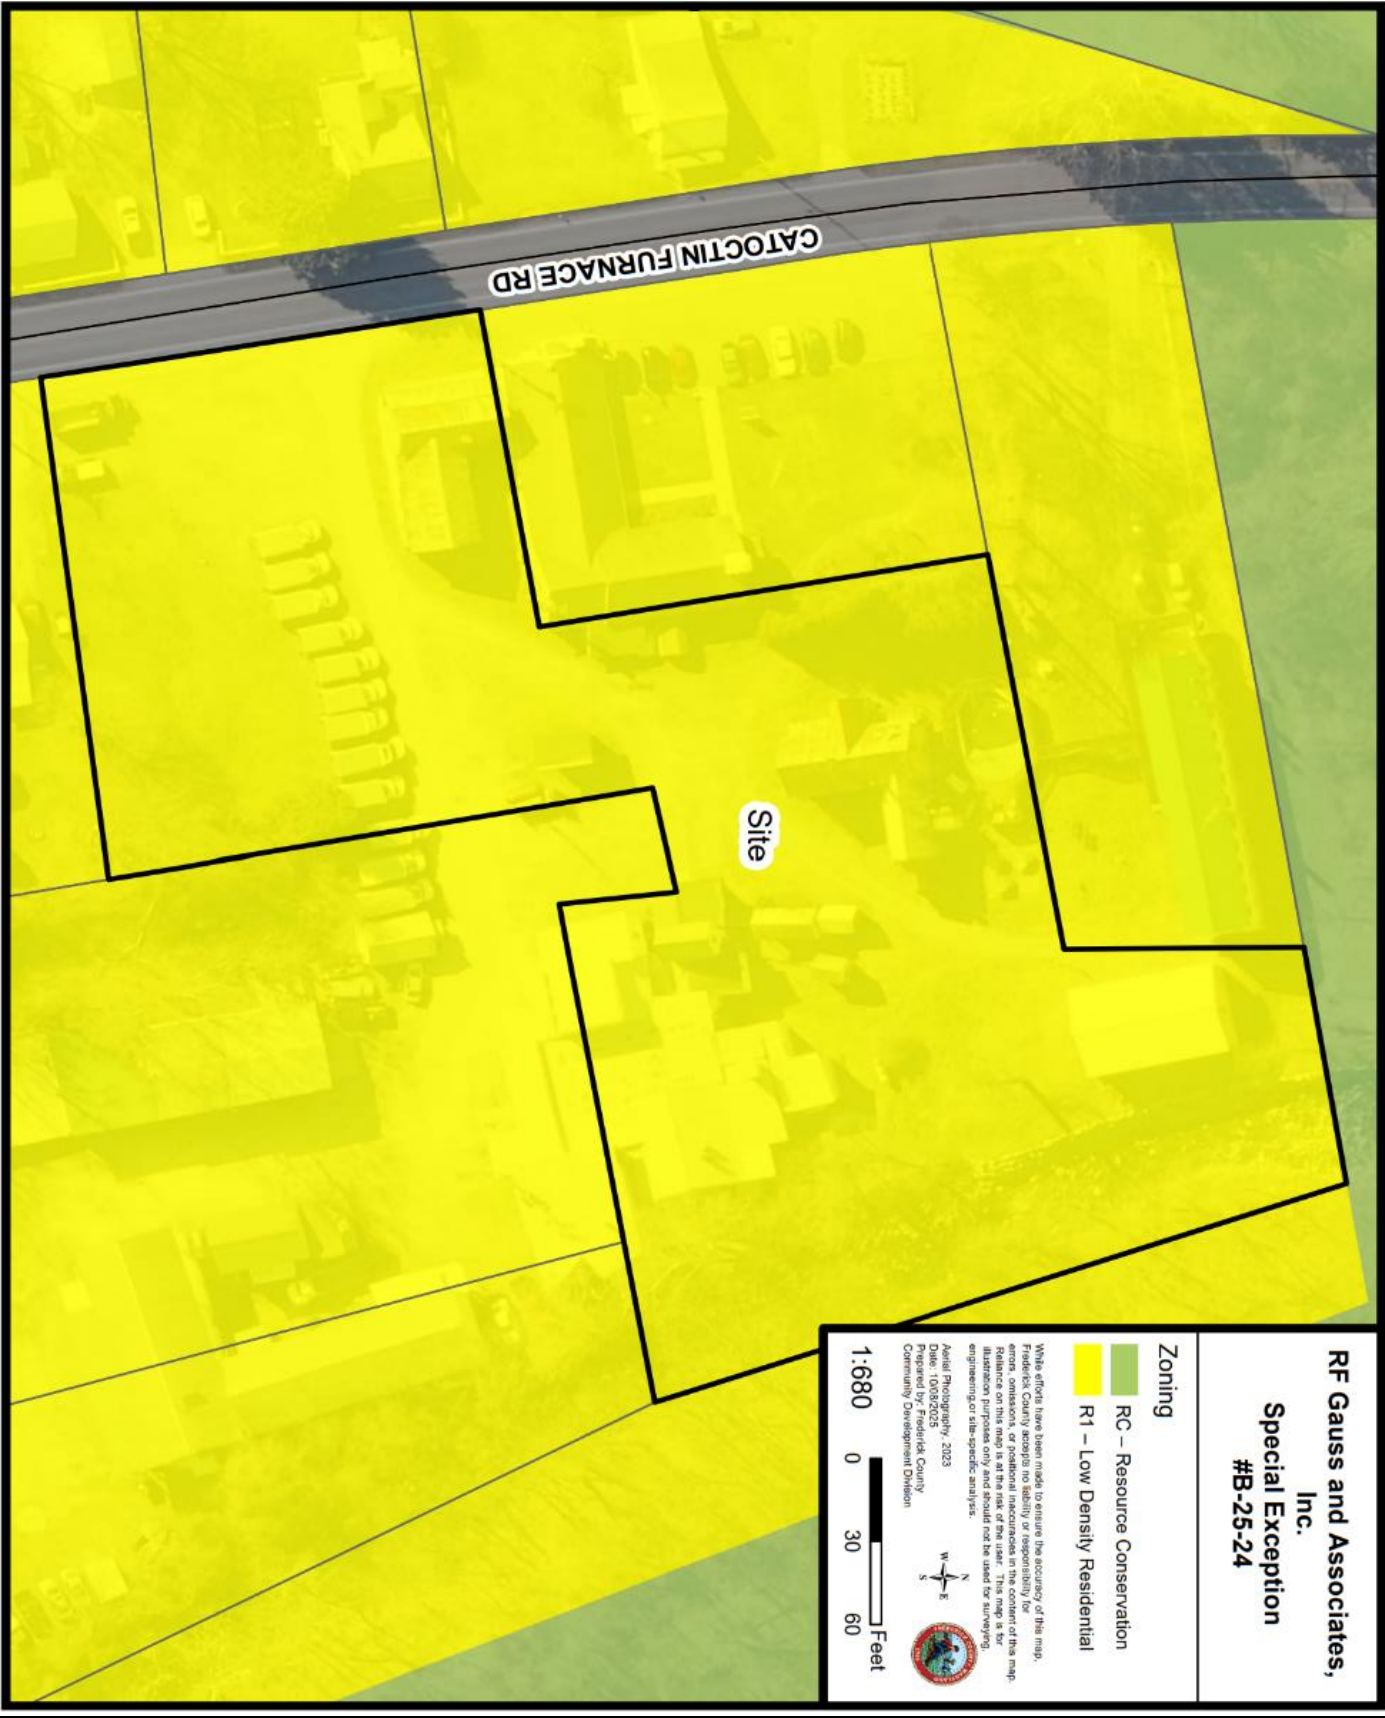 RF Gauss and Associates,
Inc.
Special Exception
#B-25-24
Zoning
RC – Resource Conservation
R1 – Low Density Residential
While efforts have been made to ensure the accuracy of this map,
Frederick County accepts no liability or responsibility for
errors, omissions, or positional inaccuracies in the content of this map.
Reliance on this map is at the risk of the user. This map is for
illustration purposes only and should not be used for surveying,
engineering,or site-specific analysis.
Aerial Photography, 2023
Date: 10/08/2025
Prepared by: Frederick County
Community Development Division
N
W E
S
1:680
0 30 60
Feet
CATOCTIN FURNACE RD
Site